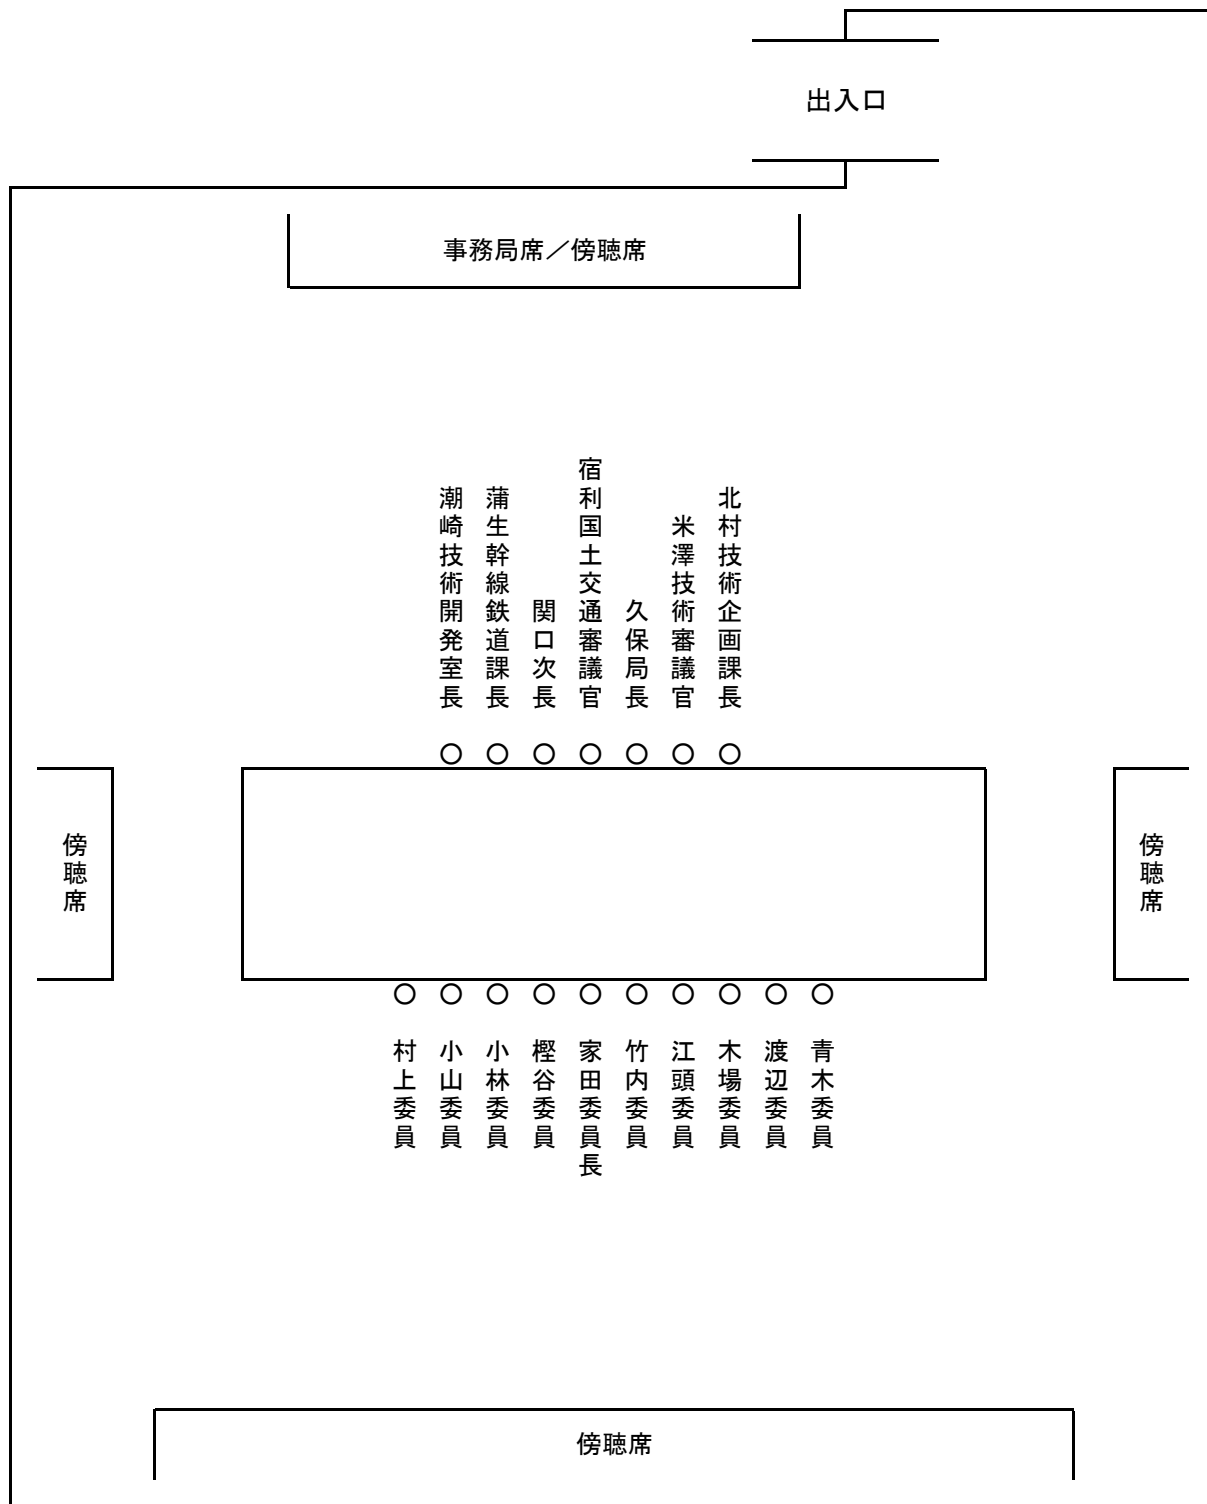 出入口
事務局席／傍聴席
潮崎技術開発室長
蒲生幹線鉄道課長
関口次長
宿利国土交通審議官
久保局長
米澤技術審議官
北村技術企画課長
傍聴席
傍聴席
村上委員
小山委員
小林委員
樫谷委員
家田委員長
竹内委員
江頭委員
木場委員
渡辺委員
青木委員
傍聴席